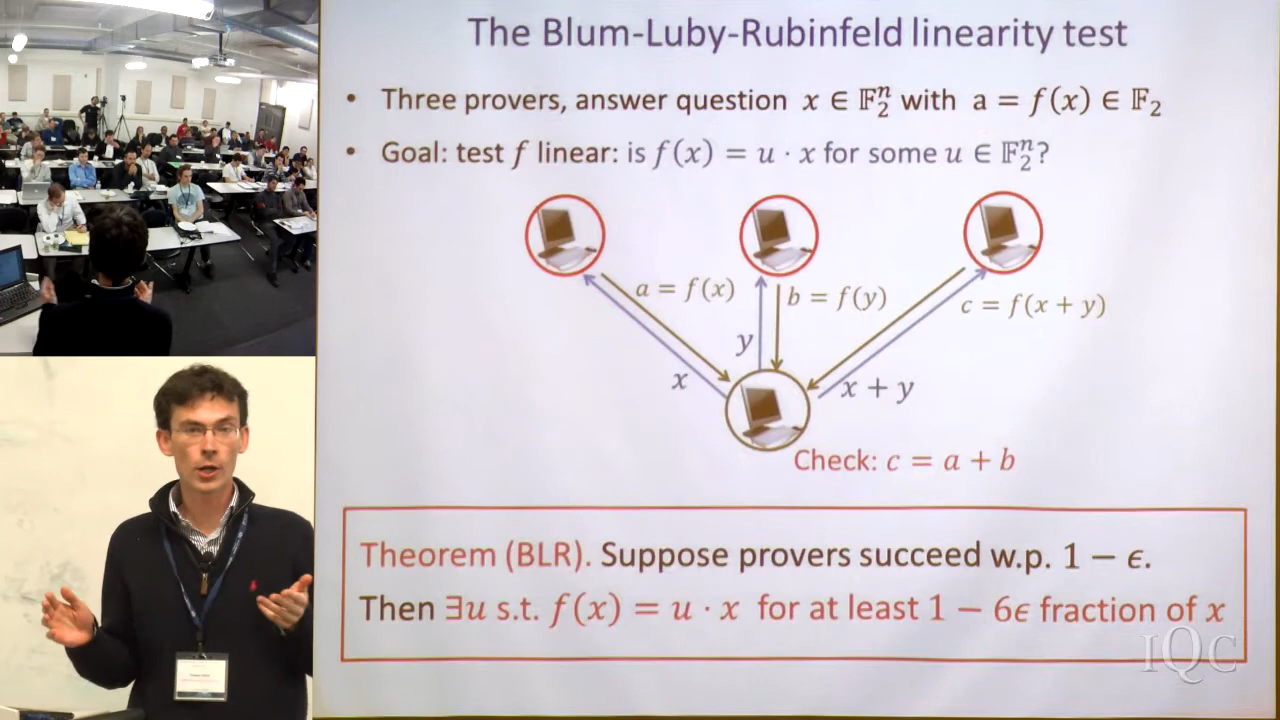 The Blum-Luby-Rubinfeld linearity test
• Three provers, answer question x ∈ 𝔽₂ⁿ with a = f(x) ∈ 𝔽₂
• Goal: test f linear: is f(x) = u · x for some u ∈ 𝔽₂ⁿ?
a = f(x)
b = f(y)
c = f(x + y)
y
x
x + y
Check: c = a + b
Theorem (BLR). Suppose provers succeed w.p. 1 − ϵ.
Then ∃u s.t. f(x) = u · x for at least 1 − 6ϵ fraction of x
IQC